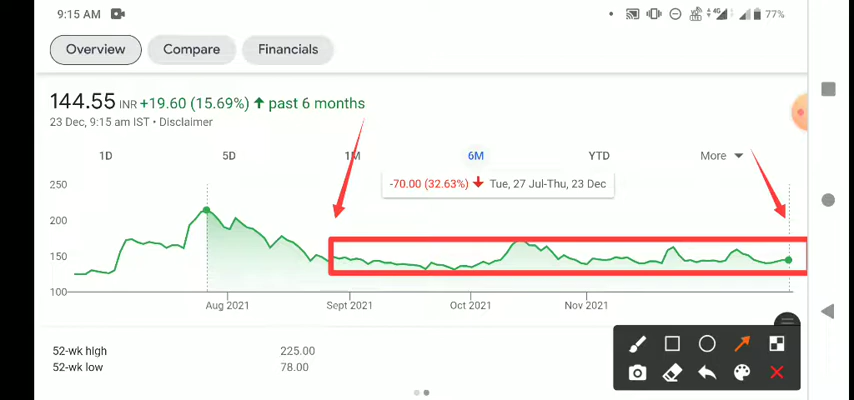 9:15 AM
4G
77%
Overview Compare Financials
144.55 INR +19.60 (15.69%) ↑ past 6 months
23 Dec, 9:15 am IST • Disclaimer
1D 5D 1M 6M YTD More
-70.00 (32.63%) ↓ Tue, 27 Jul-Thu, 23 Dec
250
200
150
100
Aug 2021 Sept 2021 Oct 2021 Nov 2021
52-wk high 225.00
52-wk low 78.00